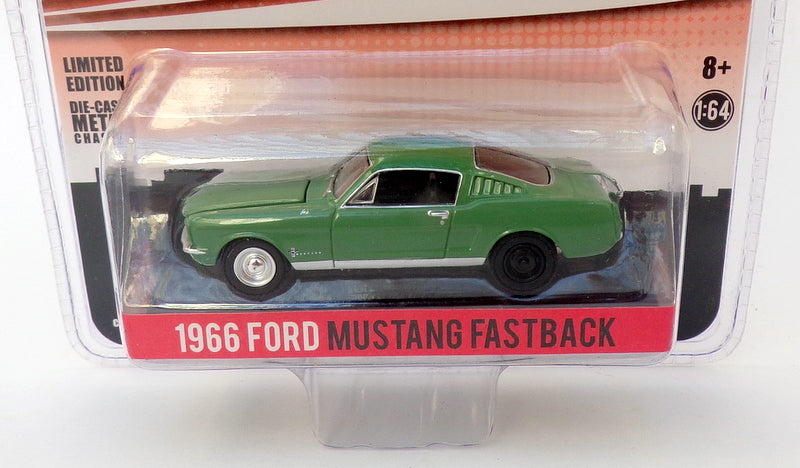 LIMITED
EDITION
8+
1:64
1966 FORD MUSTANG FASTBACK